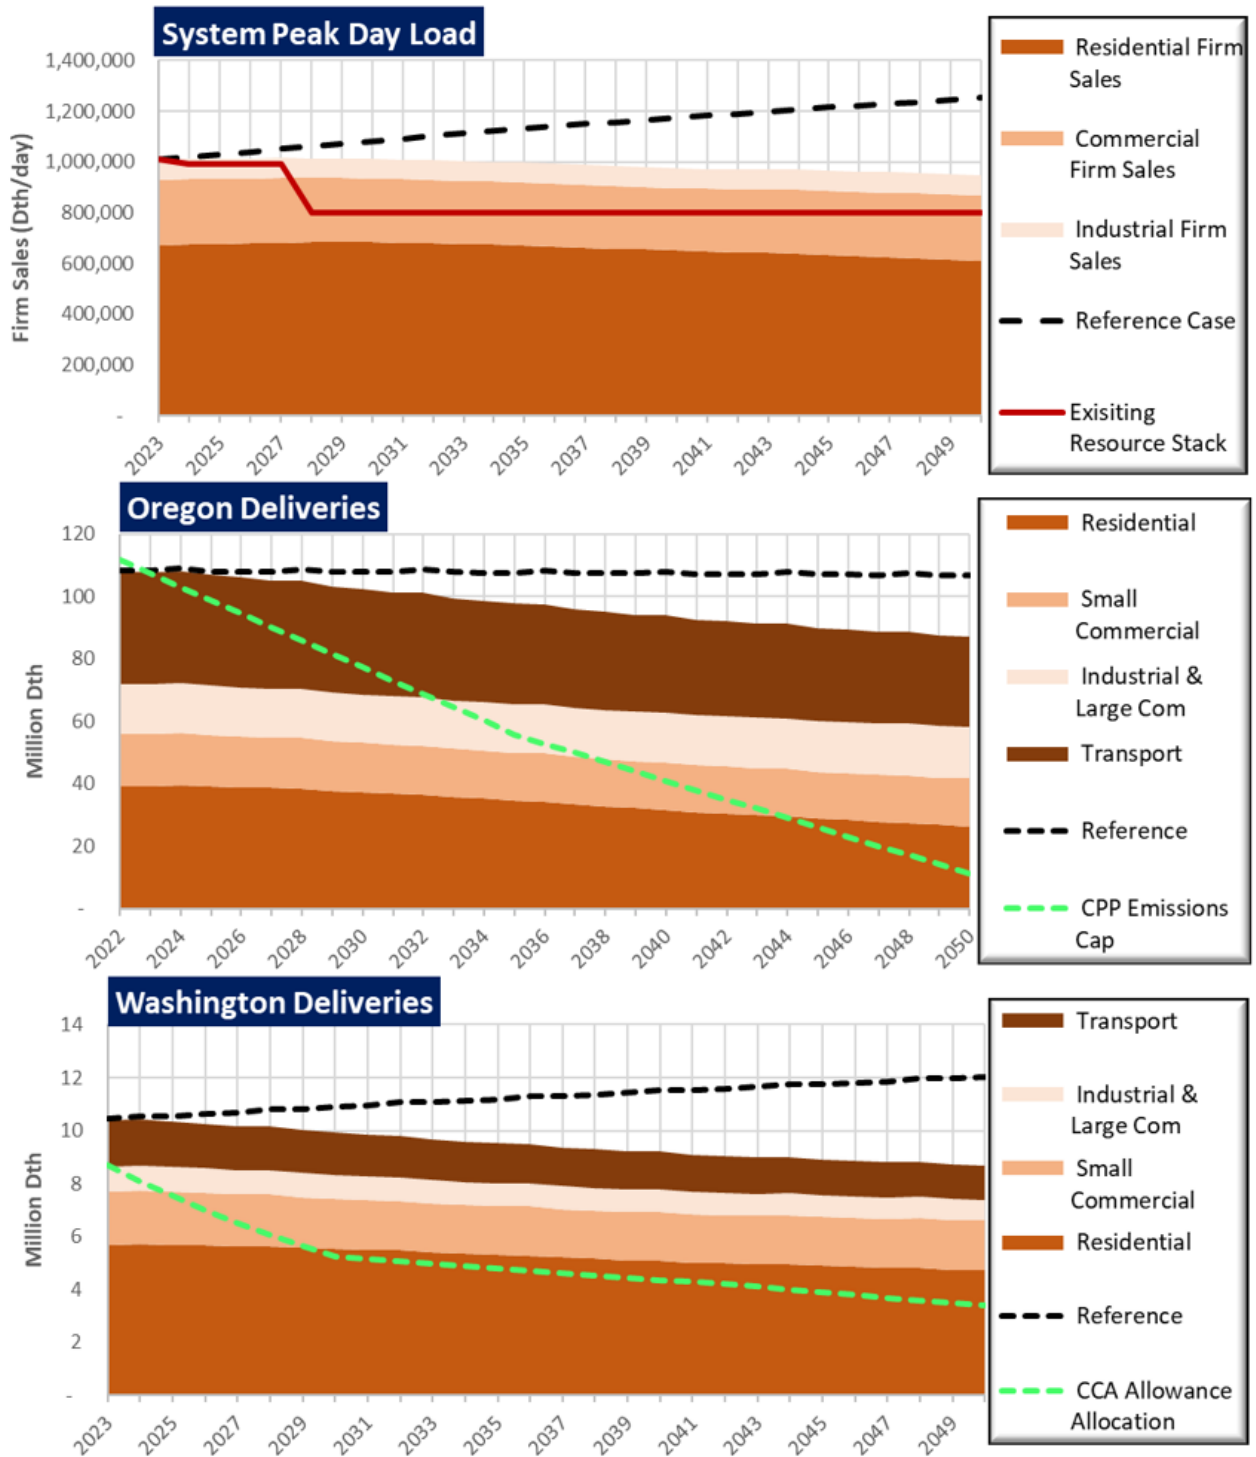 System Peak Day Load
Firm Sales (Dth/day)
1,400,000
1,200,000
1,000,000
800,000
600,000
400,000
200,000
-
2023
2025
2027
2029
2031
2033
2035
2037
2039
2041
2043
2045
2047
2049
Residential Firm
Sales
Commercial
Firm Sales
Industrial Firm
Sales
Reference Case
Exisiting
Resource Stack
Oregon Deliveries
Million Dth
120
100
80
60
40
20
-
2022
2024
2026
2028
2030
2032
2034
2036
2038
2040
2042
2044
2046
2048
2050
Residential
Small
Commercial
Industrial &
Large Com
Transport
Reference
CPP Emissions
Cap
Washington Deliveries
Million Dth
14
12
10
8
6
4
2
-
2023
2025
2027
2029
2031
2033
2035
2037
2039
2041
2043
2045
2047
2049
Transport
Industrial &
Large Com
Small
Commercial
Residential
Reference
CCA Allowance
Allocation